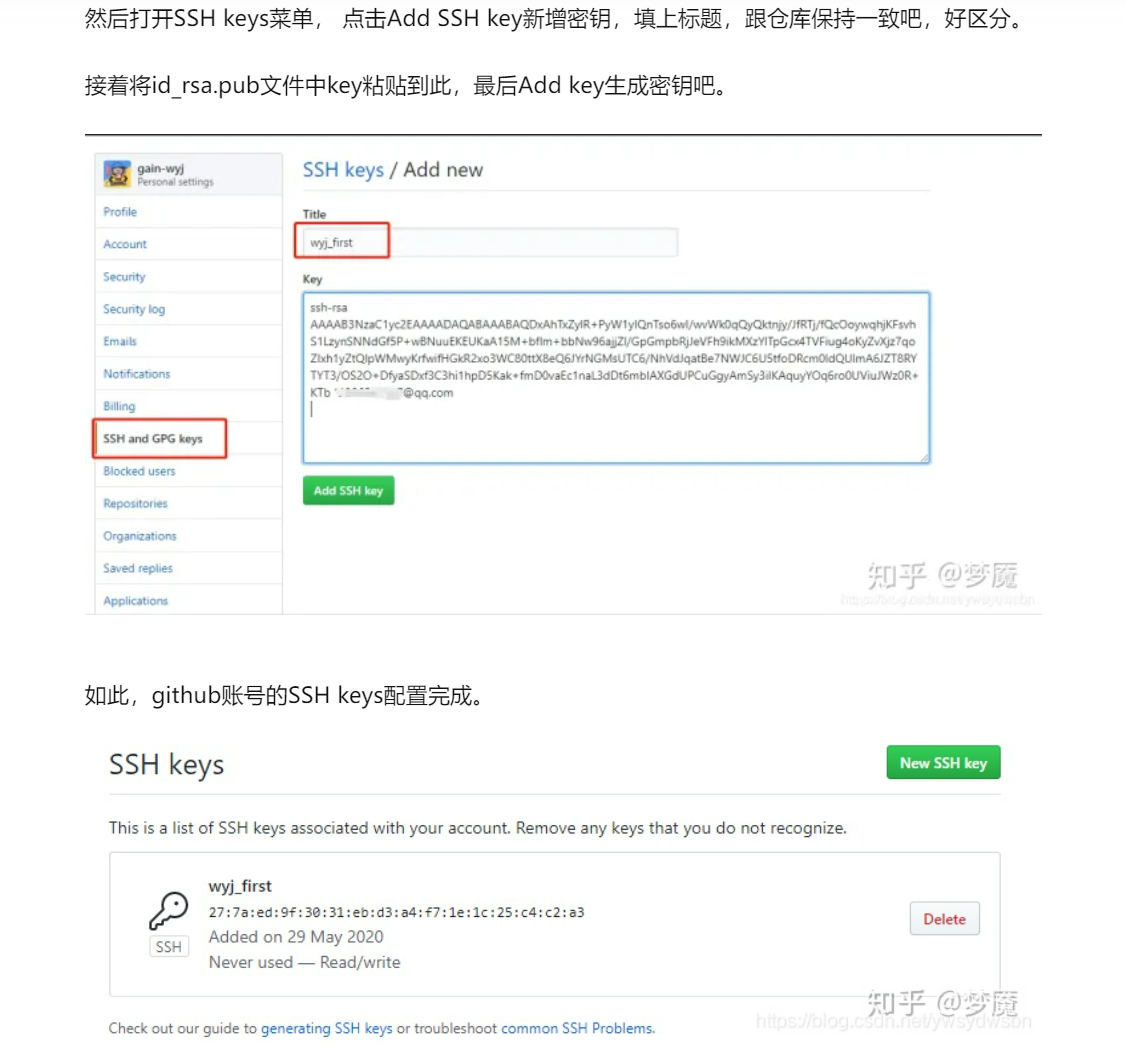 然后打开SSH keys菜单， 点击Add SSH key新增密钥，填上标题，跟仓库保持一致吧，好区分。
接着将id_rsa.pub文件中key粘贴到此，最后Add key生成密钥吧。
gain-wyj
Personal settings
Profile
Account
Security
Security log
Emails
Notifications
Billing
SSH and GPG keys
Blocked users
Repositories
Organizations
Saved replies
Applications
SSH keys / Add new
Title
wyj_first
Key
ssh-rsa
@qq.com
Add SSH key
知乎 @梦魇
如此，github账号的SSH keys配置完成。
SSH keys
New SSH key
This is a list of SSH keys associated with your account. Remove any keys that you do not recognize.
wyj_first
27:7a:ed:9f:30:31:eb:d3:a4:f7:1e:1c:25:c4:c2:a3
Added on 29 May 2020
Never used — Read/write
SSH
Delete
知乎 @梦魇
Check out our guide to generating SSH keys or troubleshoot common SSH Problems.